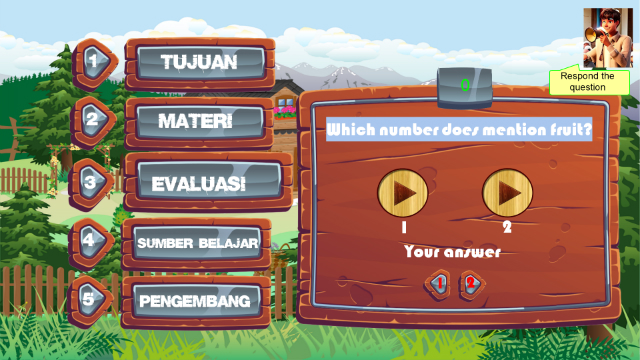 1 TUJUAN
2 MATERI
3 EVALUASI
4 SUMBER BELAJAR
5 PENGEMBANG
Respond the
question
0
Which number does mention fruit?
1 2
Your answer
1 2